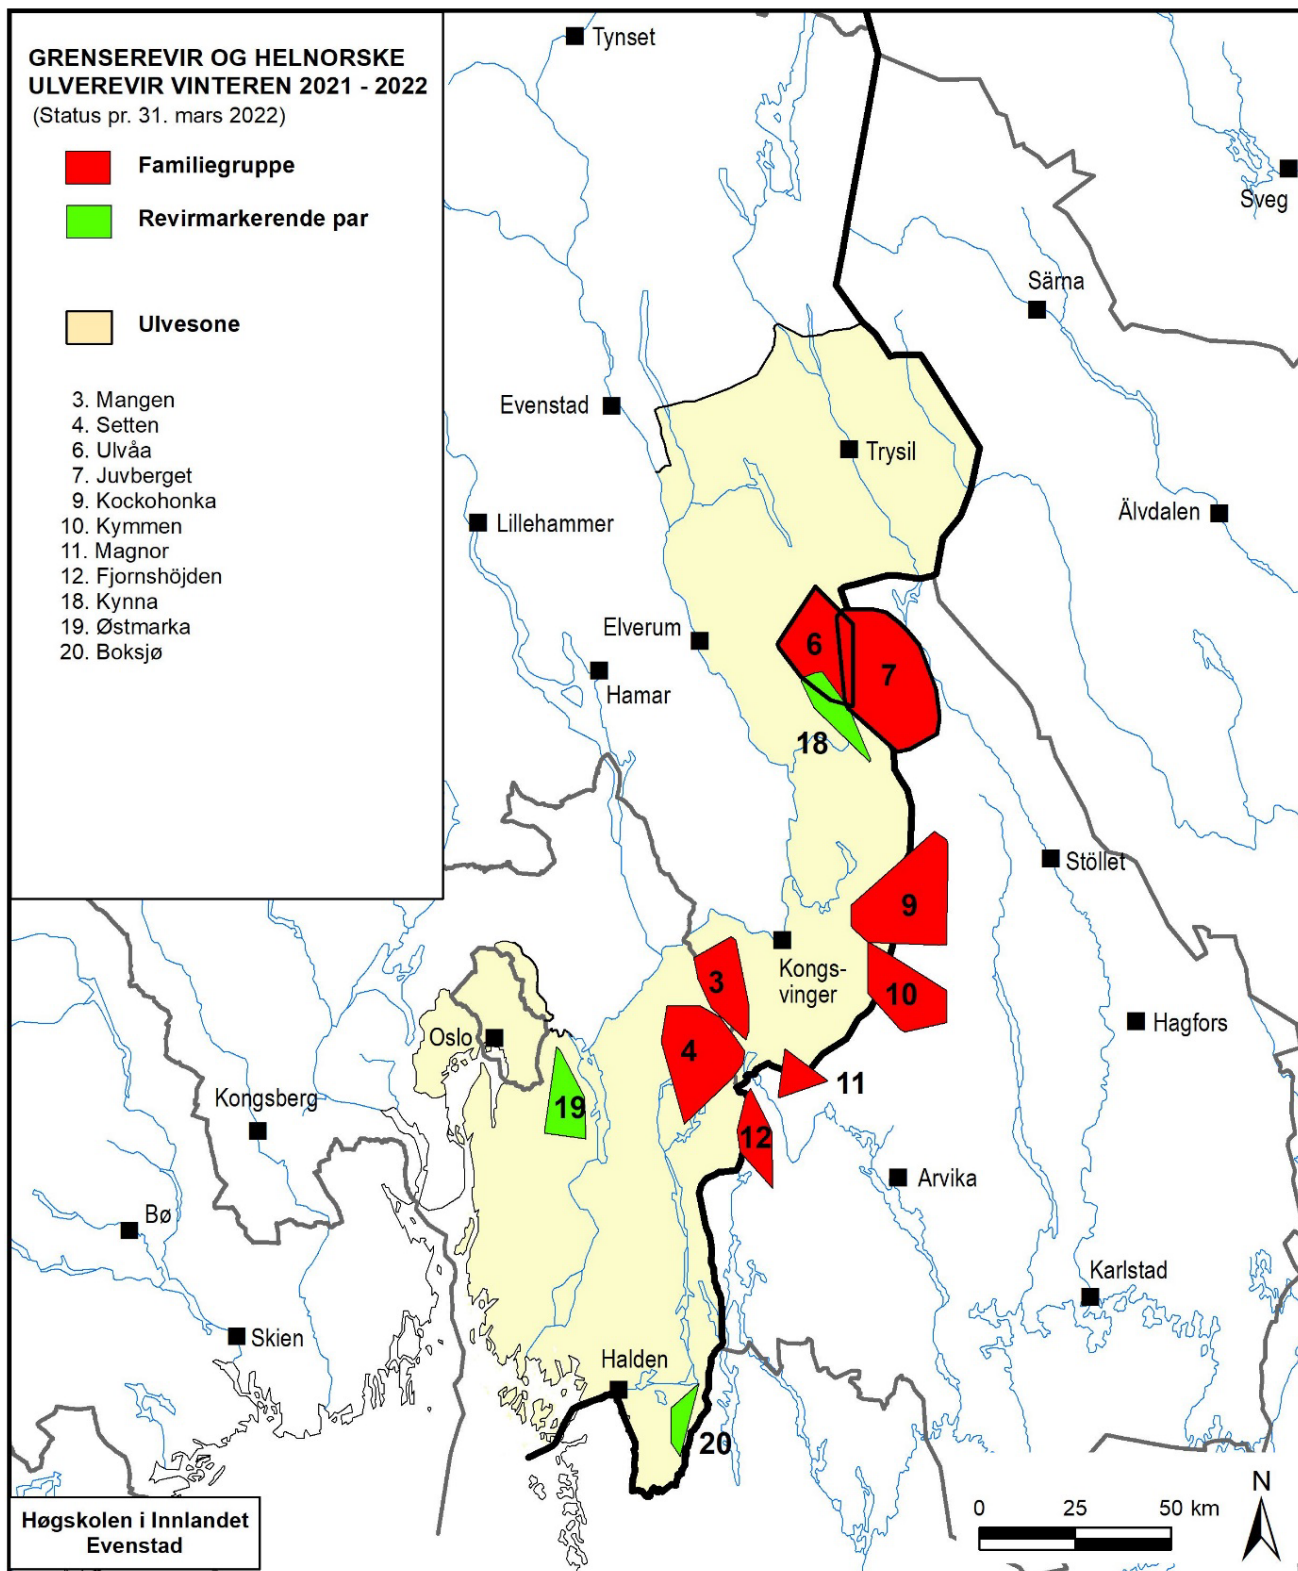 GRENSEREVIR OG HELNORSKE
ULVEREVIR VINTEREN 2021 - 2022
(Status pr. 31. mars 2022)
Familiegruppe
Revirmarkerende par
Ulvesone
3. Mangen
4. Setten
6. Ulvåa
7. Juvberget
9. Kockohonka
10. Kymmen
11. Magnor
12. Fjornshöjden
18. Kynna
19. Østmarka
20. Boksjø
Tynset
Sveg
Särna
Evenstad
Trysil
Lillehammer
Älvdalen
Elverum
6
7
Hamar
18
Stöllet
9
Kongs-
vinger
3
10
Hagfors
Oslo
4
11
Kongsberg
19
12
Arvika
Bø
Karlstad
Skien
Halden
20
N
0 25 50 km
Høgskolen i Innlandet
Evenstad